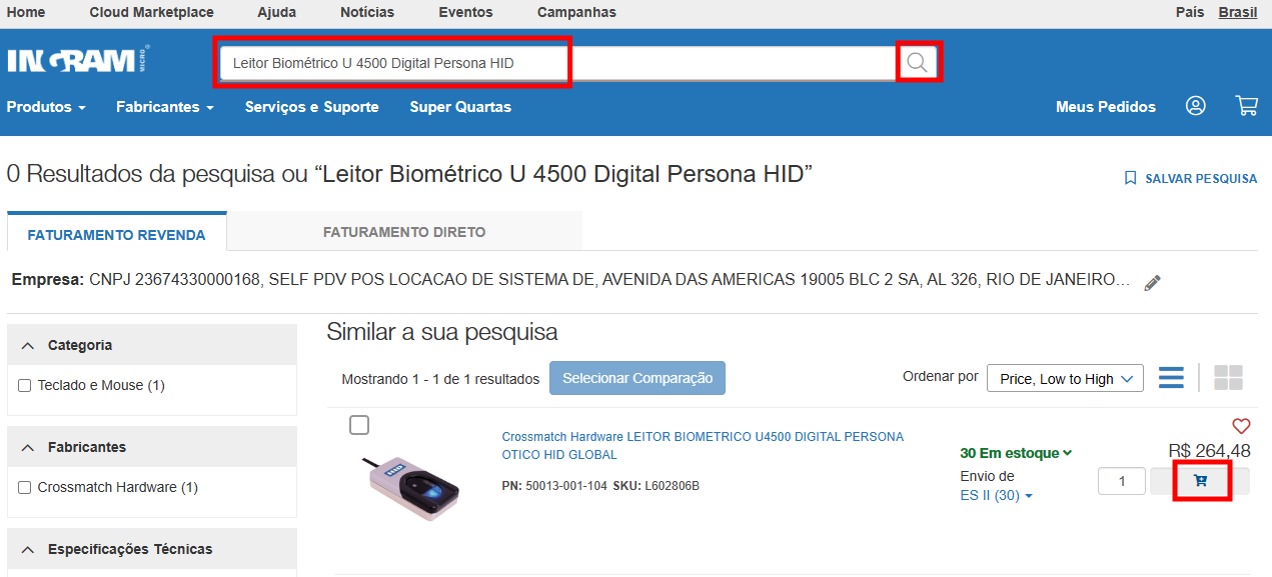 Home Cloud Marketplace Ajuda Notícias Eventos Campanhas País Brasil
INGRAM MICRO
Leitor Biométrico U 4500 Digital Persona HID
Produtos Fabricantes Serviços e Suporte Super Quartas Meus Pedidos
0 Resultados da pesquisa ou “Leitor Biométrico U 4500 Digital Persona HID”
SALVAR PESQUISA
FATURAMENTO REVENDA FATURAMENTO DIRETO
Empresa: CNPJ 23674330000168, SELF PDV POS LOCACAO DE SISTEMA DE, AVENIDA DAS AMERICAS 19005 BLC 2 SA, AL 326, RIO DE JANEIRO…
Categoria
Teclado e Mouse (1)
Fabricantes
Crossmatch Hardware (1)
Especificações Técnicas
Similar a sua pesquisa
Mostrando 1 - 1 de 1 resultados Selecionar Comparação Ordenar por Price, Low to High
Crossmatch Hardware LEITOR BIOMETRICO U4500 DIGITAL PERSONA
OTICO HID GLOBAL
PN: 50013-001-104 SKU: L602806B
30 Em estoque
Envio de
ES II (30)
R$ 264,48
1